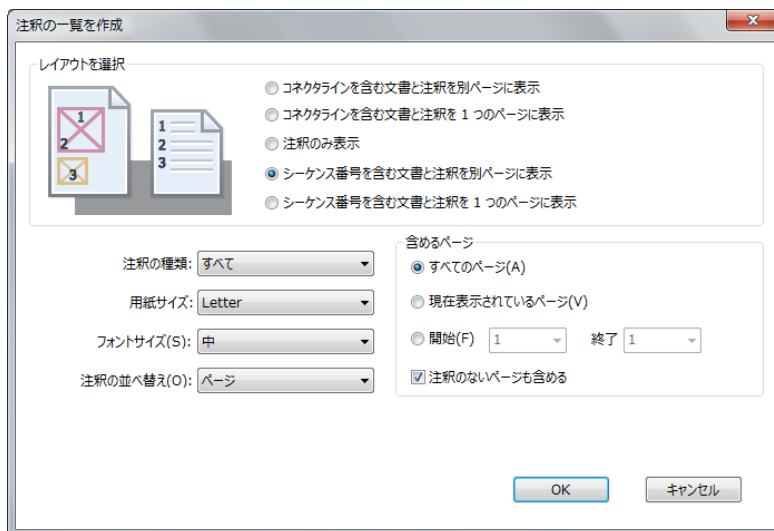 注釈の一覧を作成
レイアウトを選択
1
2
3
1
2
3
コネクタラインを含む文書と注釈を別ページに表示
コネクタラインを含む文書と注釈を 1 つのページに表示
注釈のみ表示
シーケンス番号を含む文書と注釈を別ページに表示
シーケンス番号を含む文書と注釈を 1 つのページに表示
注釈の種類: すべて
用紙サイズ: Letter
フォントサイズ(S): 中
注釈の並べ替え(O): ページ
含めるページ
すべてのページ(A)
現在表示されているページ(V)
開始(F) 1 終了 1
注釈のないページも含める
OK キャンセル